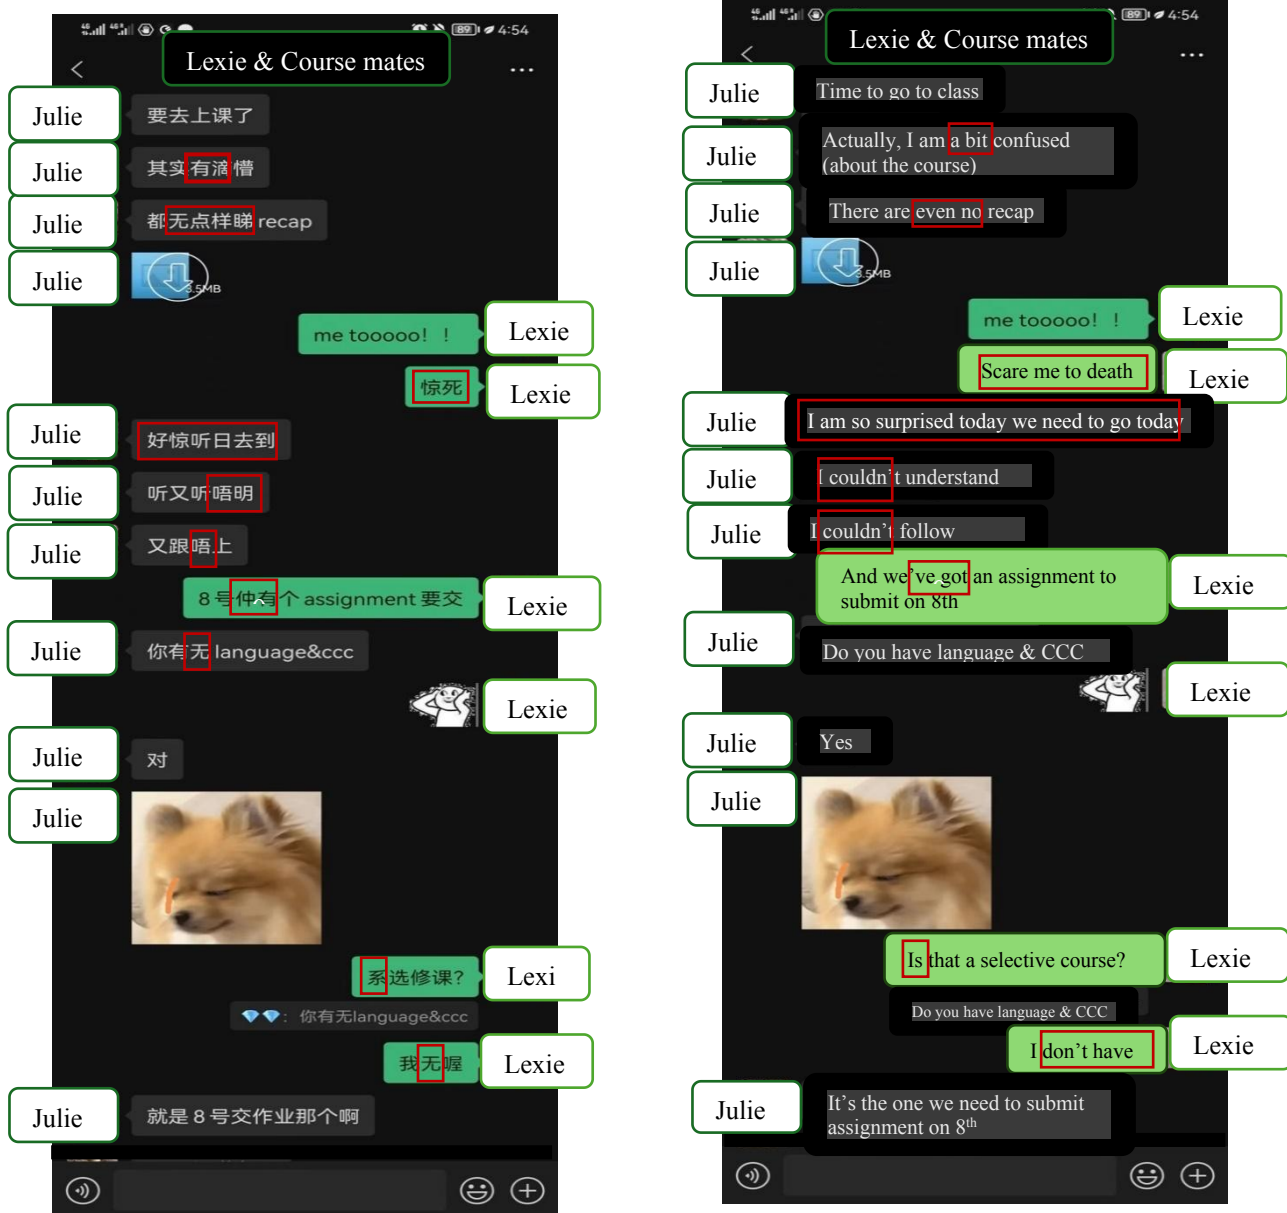 4:54
Lexie & Course mates
Julie
要去上课了
Julie
其实有滴懵
Julie
都无点样睇 recap
Julie
3.5MB
me tooooo! !
Lexie
惊死
Lexie
Julie
好惊听日去到
Julie
听又听唔明
Julie
又跟唔上
8 号仲有个 assignment 要交
Lexie
Julie
你有无 language&ccc
Lexie
Julie
对
Julie
系选修课?
Lexi
: 你有无language&ccc
我无喔
Lexie
Julie
就是 8 号交作业那个啊
89 4:54
Lexie & Course mates
Julie
Time to go to class
Julie
Actually, I am a bit confused
(about the course)
Julie
There are even no recap
Julie
3.5MB
me tooooo! !
Lexie
Scare me to death
Lexie
Julie
I am so surprised today we need to go today
Julie
I couldn't understand
Julie
I couldn't follow
And we've got an assignment to
submit on 8th
Lexie
Julie
Do you have language & CCC
Lexie
Julie
Yes
Julie
Is that a selective course?
Lexie
Do you have language & CCC
I don't have
Lexie
Julie
It's the one we need to submit
assignment on 8th